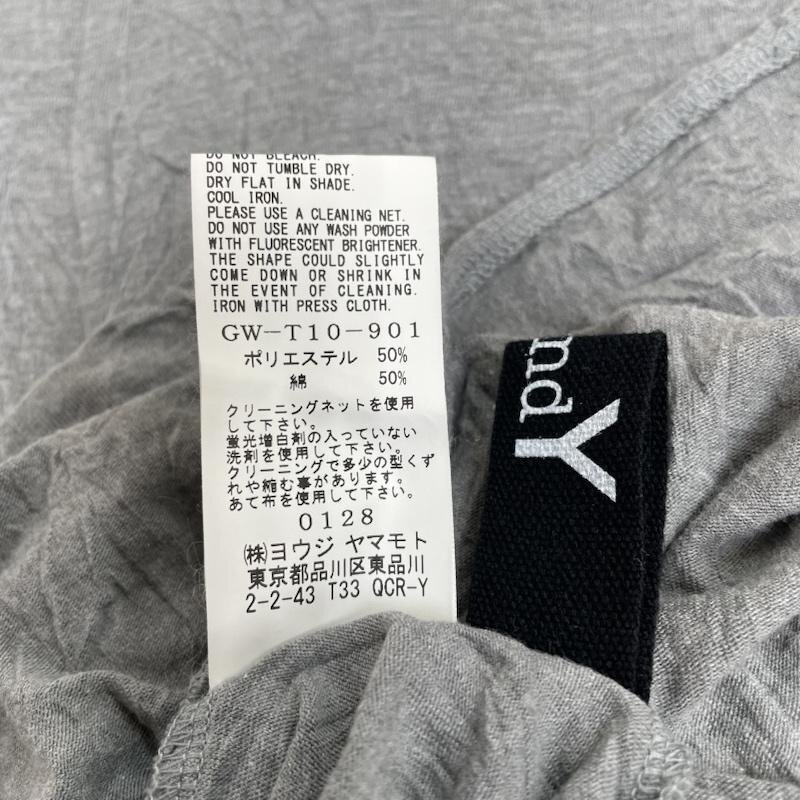 DO NOT BLEACH.
DO NOT TUMBLE DRY.
DRY FLAT IN SHADE.
COOL IRON.
PLEASE USE A CLEANING NET.
DO NOT USE ANY WASH POWDER
WITH FLUORESCENT BRIGHTENER.
THE SHAPE COULD SLIGHTLY
COME DOWN OR SHRINK IN
THE EVENT OF CLEANING.
IRON WITH PRESS CLOTH.
GW-T10-901
ポリエステル 50%
綿 50%
クリーニングネットを使用
して下さい。
蛍光増白剤の入っていない
洗剤を使用して下さい。
クリーニングで多少の型くず
れや縮む事があります。
あて布を使用して下さい。
0128
㈱ヨウジ ヤマモト
東京都品川区東品川
2-2-43 T33 QCR-Y
ndY